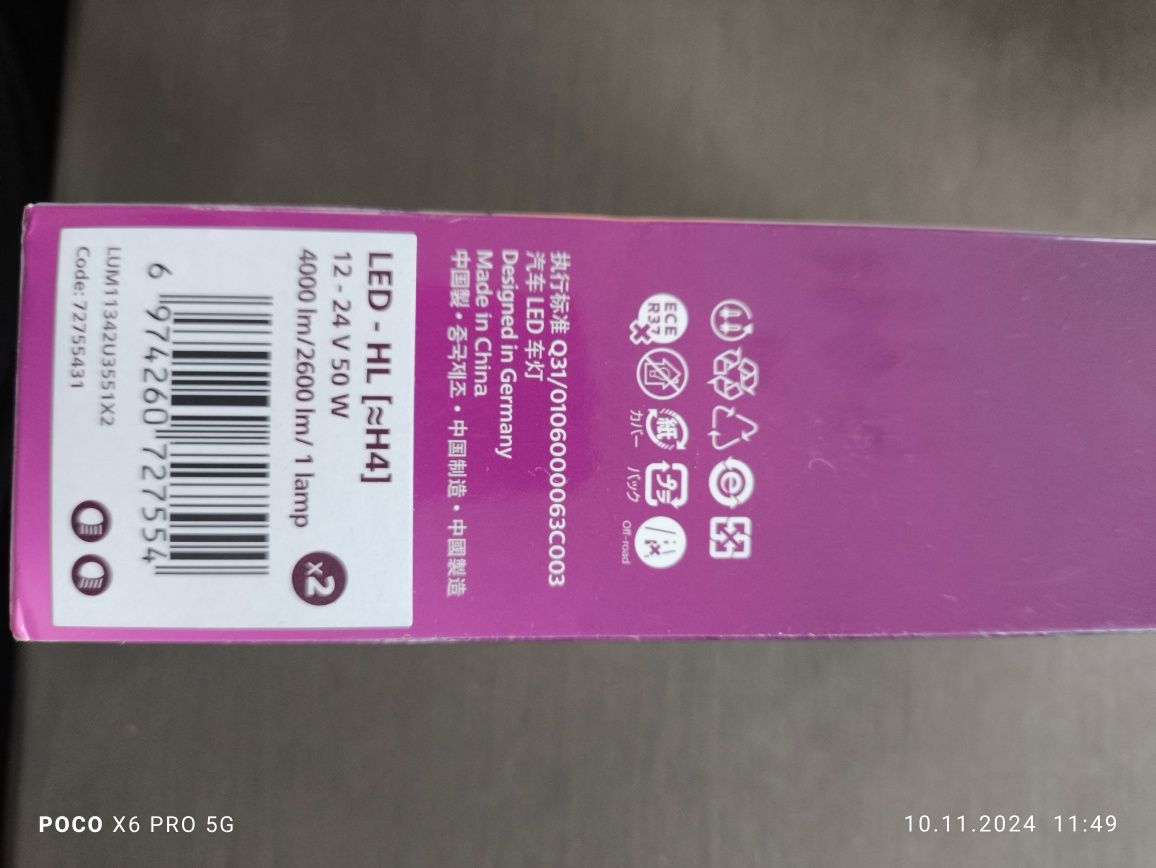 LED - HL [≈H4]
12 - 24 V 50 W
4000 lm/2600 lm/ 1 lamp
x2
6 974260 727554
LUM11342U3551X2
Code: 72755431
执行标准 Q31/0106000063C003
汽车 LED 车灯
Designed in Germany
Made in China
中国製 • 중국제조 • 中国制造 • 中國製造
e
ECE
R37
紙
プラ
カバー
パック
Off-road
POCO X6 PRO 5G
10.11.2024 11:49